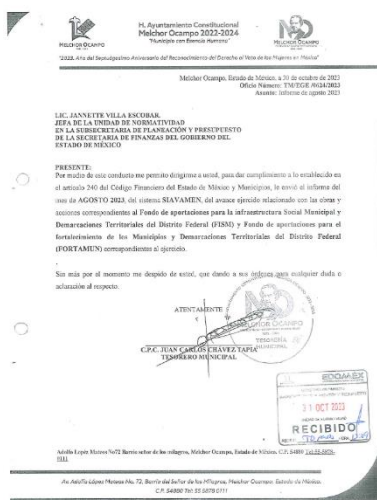 H. Ayuntamiento Constitucional
Melchor Ocampo 2022-2024
"Municipio con Esencia Humana"
MELCHOR OCAMPO
MELCHOR OCAMPO
"2023. Año del Septuagésimo Aniversario del Reconocimiento del Derecho al Voto de las Mujeres en México"
Melchor Ocampo, Estado de México, a 30 de octubre de 2023
Oficio Número: TM/EGE
Asunto: Informe de agosto 2023
LIC. JANNETTE VILLA ESCOBAR.
JEFA DE LA UNIDAD DE NORMATIVIDAD
EN LA SUBSECRETARIA DE PLANEACIÓN Y PRESUPUESTO
DE LA SECRETARIA DE FINANZAS DEL GOBIERNO DEL
ESTADO DE MÉXICO
PRESENTE:
Por medio de este conducto me permito dirigirme a usted, para dar cumplimiento a lo establecido en
el artículo 240 del Código Financiero del Estado de México y Municipios, le envió al informe del
mes de AGOSTO 2023, del sistema SIAVAMEN, del avance ejercido relacionado con las obras y
acciones correspondientes al Fondo de aportaciones para la infraestructura Social Municipal y
Demarcaciones Territoriales del Distrito Federal (FISM) y Fondo de aportaciones para el
fortalecimiento de los Municipios y Demarcaciones Territoriales del Distrito Federal
(FORTAMUN) correspondientes al ejercicio.
Sin más por el momento me despido de usted, que dando a sus órdenes para cualquier duda o
aclaración al respecto.
ATENTAMENTE
MELCHOR OCAMPO
TESORERÍA
MUNICIPAL
C.P.C. JUAN CARLOS CHÁVEZ TAPIA
TESORERO MUNICIPAL
EDOMÉX
31 OCT 2023
RECIBIDO
HORA
Adolfo López Mateos No72 Barrio señor de los milagros, Melchor Ocampo, Estado de México. C.P. 54880 Tel:55-5878-
0111
Av. Adolfo López Mateos No. 72, Barrio del Señor de los Milagros, Melchor Ocampo, Estado de México.
C.P. 54880 Tel: 55 5878 0111